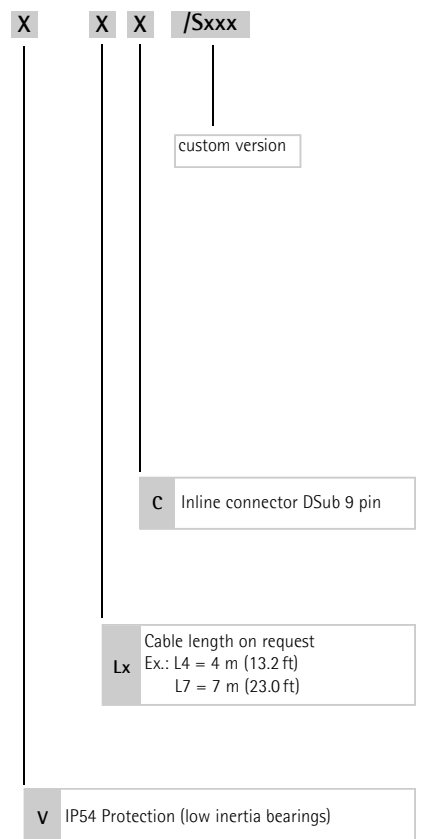 X X X /Sxxx
custom version
C Inline connector DSub 9 pin
Cable length on request
Lx Ex.: L4 = 4 m (13.2 ft)
L7 = 7 m (23.0 ft)
V IP54 Protection (low inertia bearings)